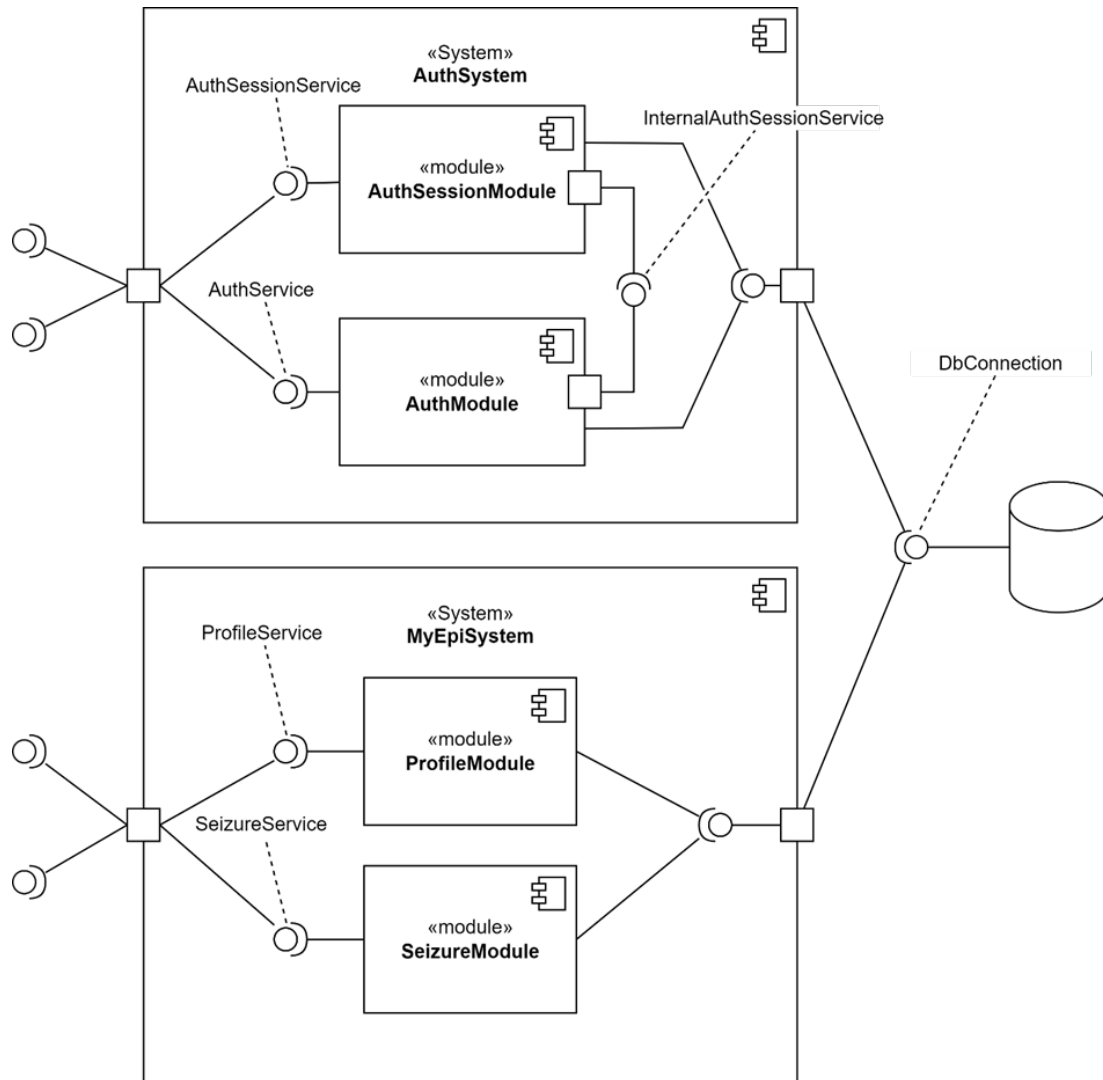 «System»
AuthSystem
AuthSessionService
InternalAuthSessionService
«module»
AuthSessionModule
AuthService
«module»
AuthModule
DbConnection
«System»
MyEpiSystem
ProfileService
«module»
ProfileModule
SeizureService
«module»
SeizureModule